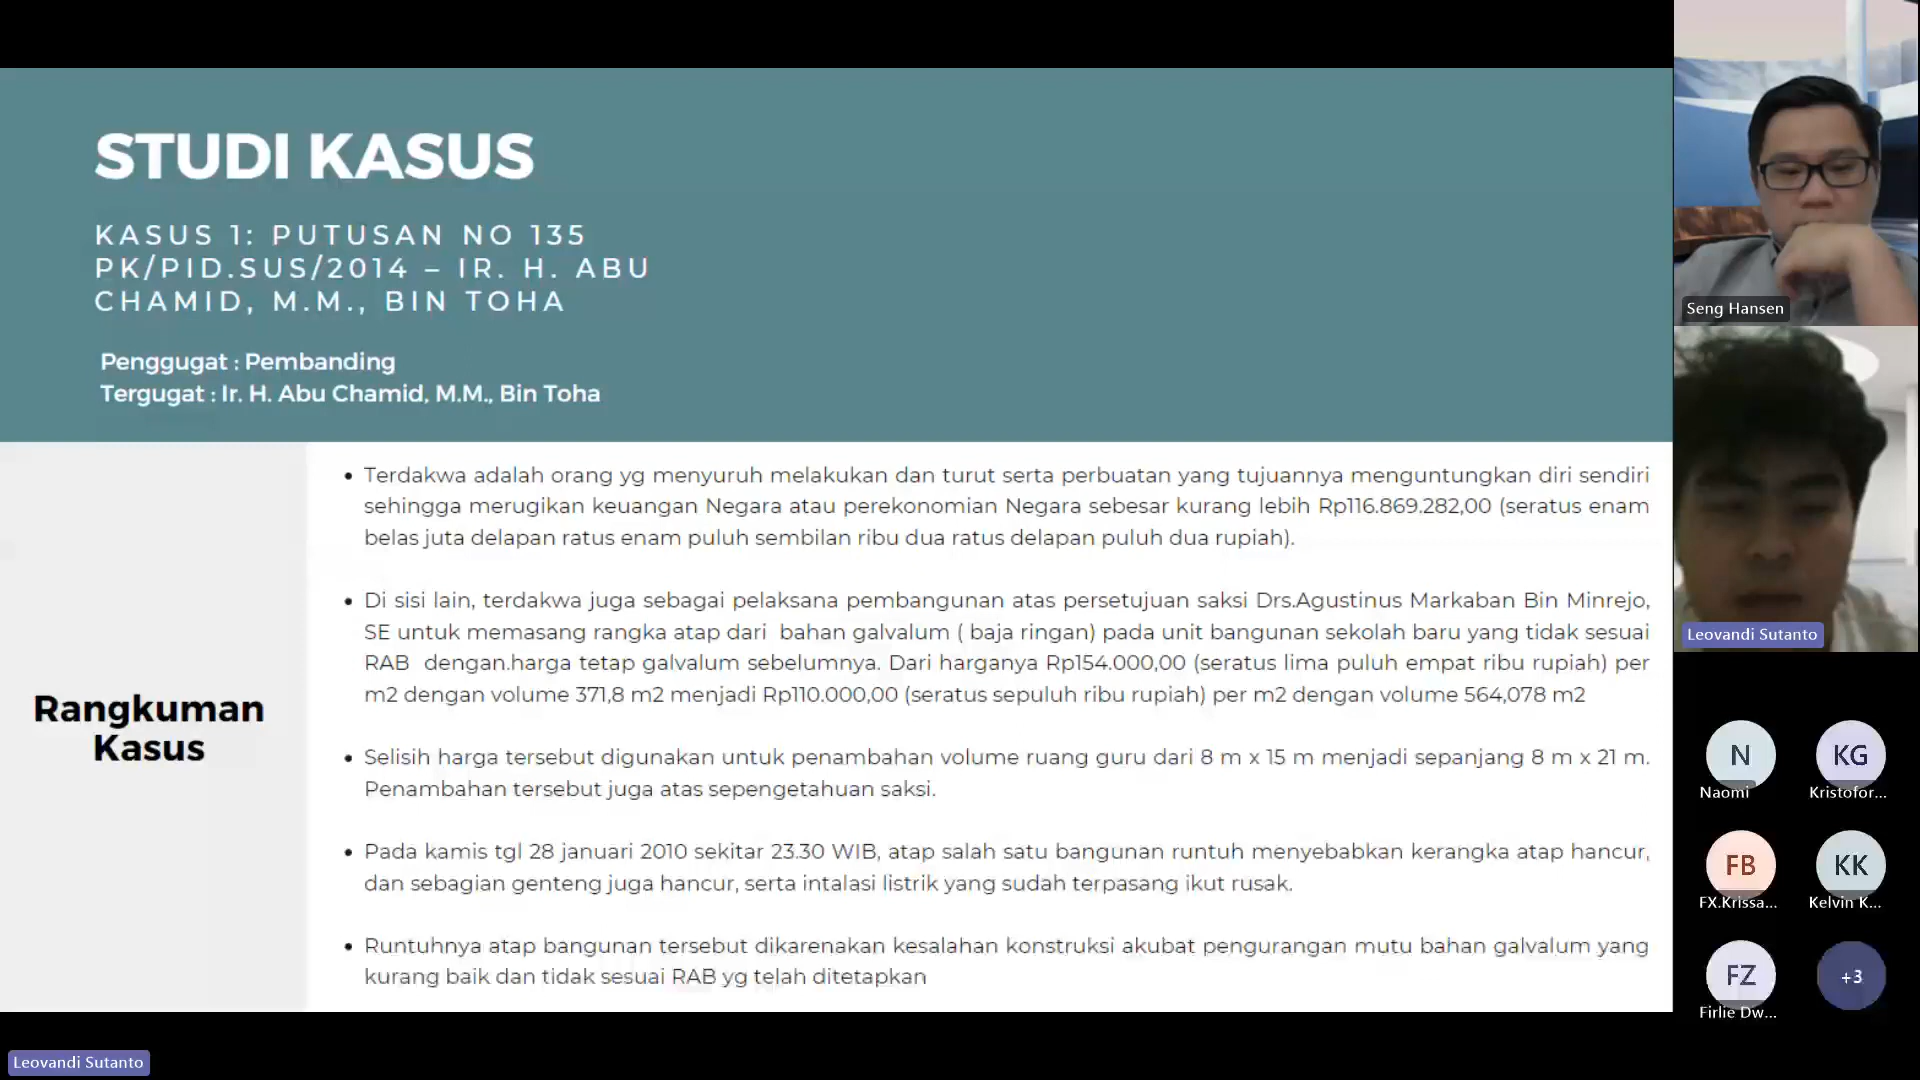 STUDI KASUS
KASUS 1: PUTUSAN NO 135
PK/PID.SUS/2014 – IR. H. ABU
CHAMID, M.M., BIN TOHA
Penggugat : Pembanding
Tergugat : Ir. H. Abu Chamid, M.M., Bin Toha
Rangkuman
Kasus
• Terdakwa adalah orang yg menyuruh melakukan dan turut serta perbuatan yang tujuannya menguntungkan diri sendiri
sehingga merugikan keuangan Negara atau perekonomian Negara sebesar kurang lebih Rp116.869.282,00 (seratus enam
belas juta delapan ratus enam puluh sembilan ribu dua ratus delapan puluh dua rupiah).
• Di sisi lain, terdakwa juga sebagai pelaksana pembangunan atas persetujuan saksi Drs.Agustinus Markaban Bin Minrejo,
SE untuk memasang rangka atap dari bahan galvalum ( baja ringan) pada unit bangunan sekolah baru yang tidak sesuai
RAB dengan.harga tetap galvalum sebelumnya. Dari harganya Rp154.000,00 (seratus lima puluh empat ribu rupiah) per
m2 dengan volume 371,8 m2 menjadi Rp110.000,00 (seratus sepuluh ribu rupiah) per m2 dengan volume 564,078 m2
• Selisih harga tersebut digunakan untuk penambahan volume ruang guru dari 8 m x 15 m menjadi sepanjang 8 m x 21 m.
Penambahan tersebut juga atas sepengetahuan saksi.
• Pada kamis tgl 28 januari 2010 sekitar 23.30 WIB, atap salah satu bangunan runtuh menyebabkan kerangka atap hancur,
dan sebagian genteng juga hancur, serta intalasi listrik yang sudah terpasang ikut rusak.
• Runtuhnya atap bangunan tersebut dikarenakan kesalahan konstruksi akubat pengurangan mutu bahan galvalum yang
kurang baik dan tidak sesuai RAB yg telah ditetapkan
Seng Hansen
Leovandi Sutanto
N
Naomi
KG
Kristofor...
FB
FX.Krissa...
KK
Kelvin K...
FZ
Firlie Dw...
+3
Leovandi Sutanto